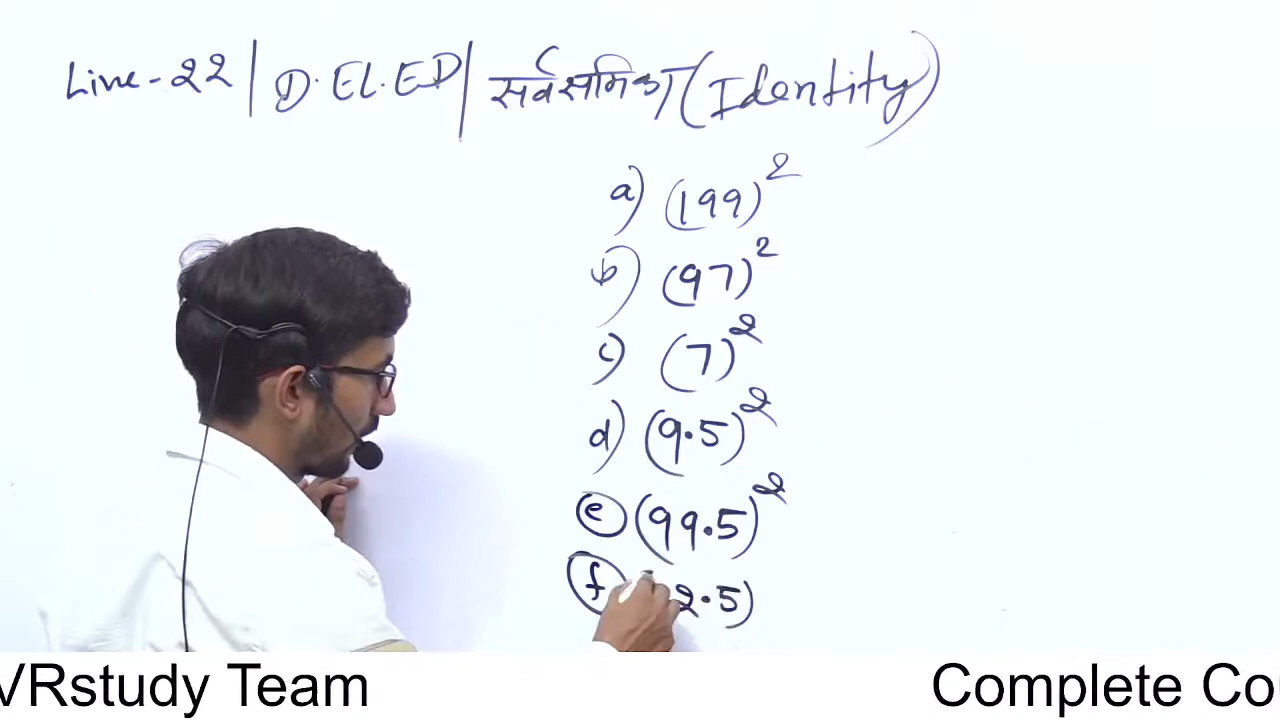 Live-22 | D.EL.ED | सर्वसमिका (Identity)
a) (199)²
b) (97)²
c) (7)²
d) (9.5)²
e) (99.5)²
f) 2.5)
VRstudy Team Complete Co